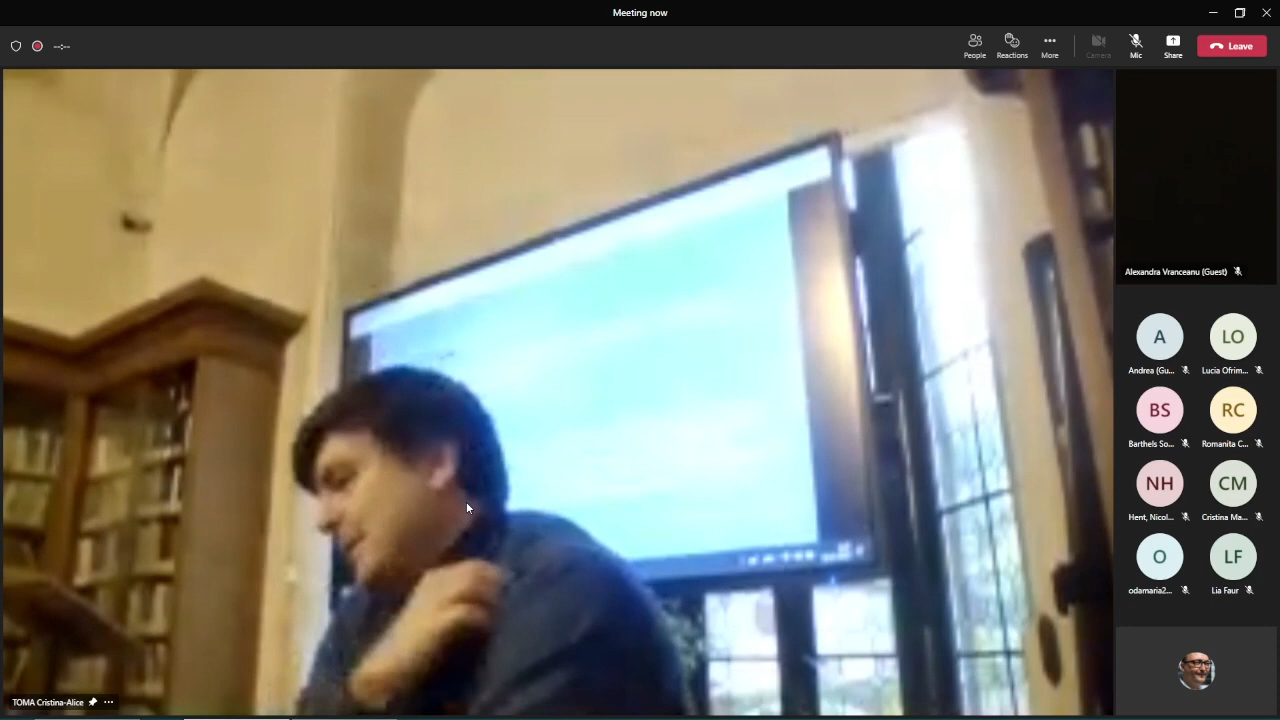 Meeting now
--:--
People
Reactions
More
Camera
Mic
Share
Leave
Alexandra Vranceanu (Guest)
A
LO
Andrea (Gu...
Lucia Ofrim...
BS
RC
Barthels So...
Romanita C...
NH
CM
Hent, Nicol...
Cristina Ma...
O
LF
odamaria2...
Lia Faur
TOMA Cristina-Alice
...